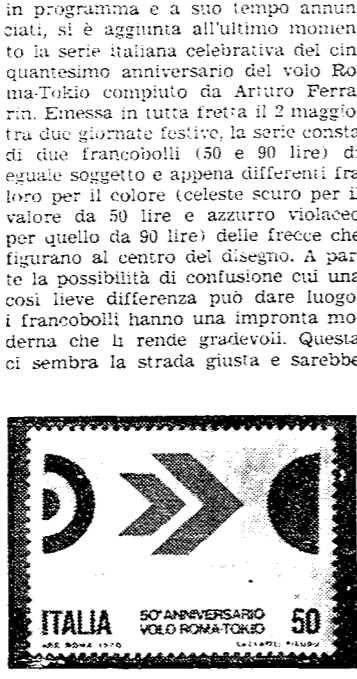 in programma e a suo tempo annun
ciati, si è aggiunta all'ultimo momen
to la serie italiana celebrativa del cin
quantesimo anniversario del volo Ro
ma-Tokio compiuto da Arturo Ferra
rin. Emessa in tutta fretta il 2 maggio
tra due giornate festive, la serie consta
di due francobolli (50 e 90 lire) di
eguale soggetto e appena differenti fra
loro per il colore (celeste scuro per il
valore da 50 lire e azzurro violaceo
per quello da 90 lire) delle frecce che
figurano al centro del disegno. A par
te la possibilità di confusione cui una
così lieve differenza può dare luogo
i francobolli hanno una impronta mo
derna che li rende gradevoli. Questa
ci sembra la strada giusta e sarebbe
ITALIA
50° ANNIVERSARIO
VOLO ROMA-TOKIO
50
ROMA 1970